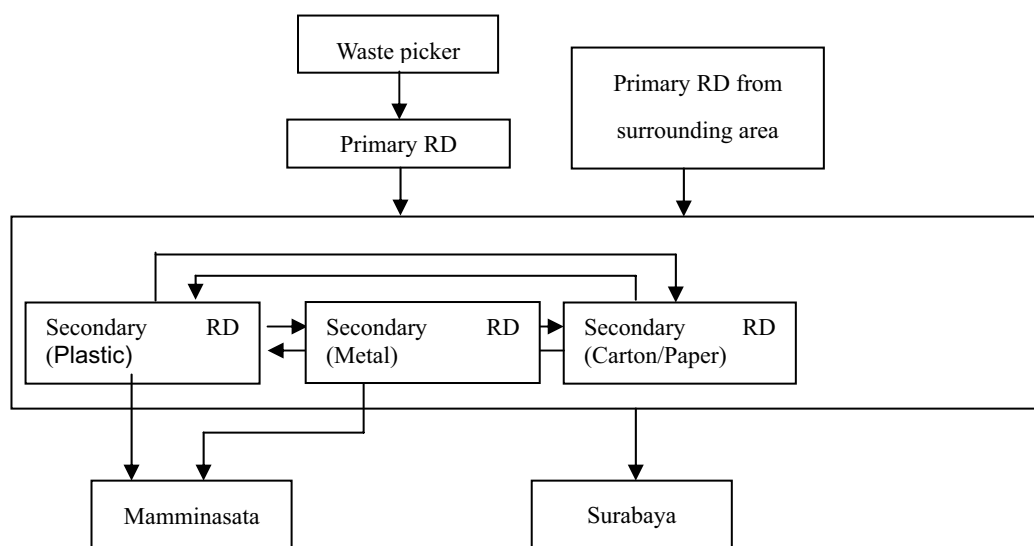 Waste picker
Primary RD from
surrounding area
Primary RD
Secondary RD
(Plastic)
Secondary RD
(Metal)
Secondary RD
(Carton/Paper)
Mamminasata
Surabaya